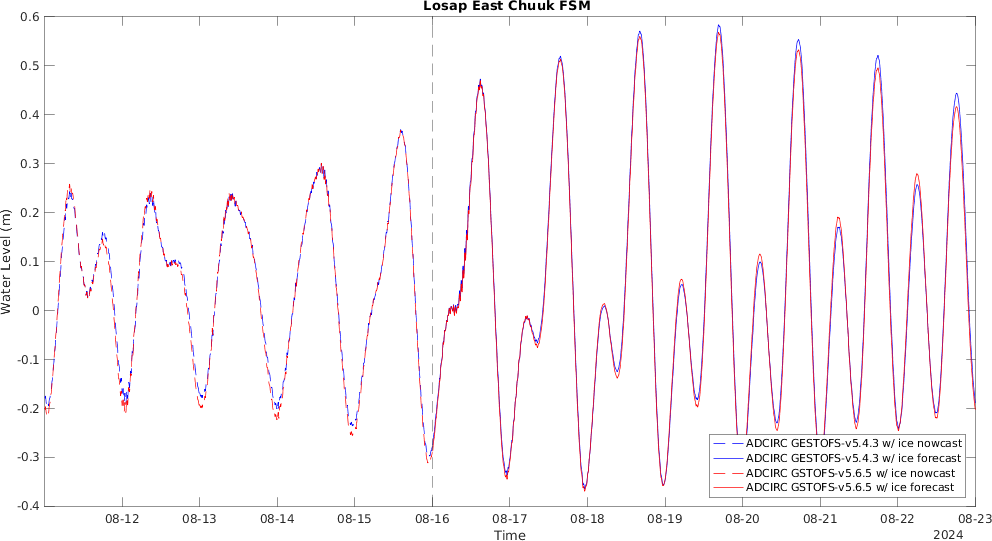 Losap East Chuuk FSM
0.6
0.5
0.4
0.3
0.2
0.1
0
-0.1
-0.2
-0.3
-0.4
Water Level (m)
ADCIRC GESTOFS-v5.4.3 w/ ice nowcast
ADCIRC GESTOFS-v5.4.3 w/ ice forecast
ADCIRC GSTOFS-v5.6.5 w/ ice nowcast
ADCIRC GSTOFS-v5.6.5 w/ ice forecast
08-12 08-13 08-14 08-15 08-16 08-17 08-18 08-19 08-20 08-21 08-22 08-23
Time
2024